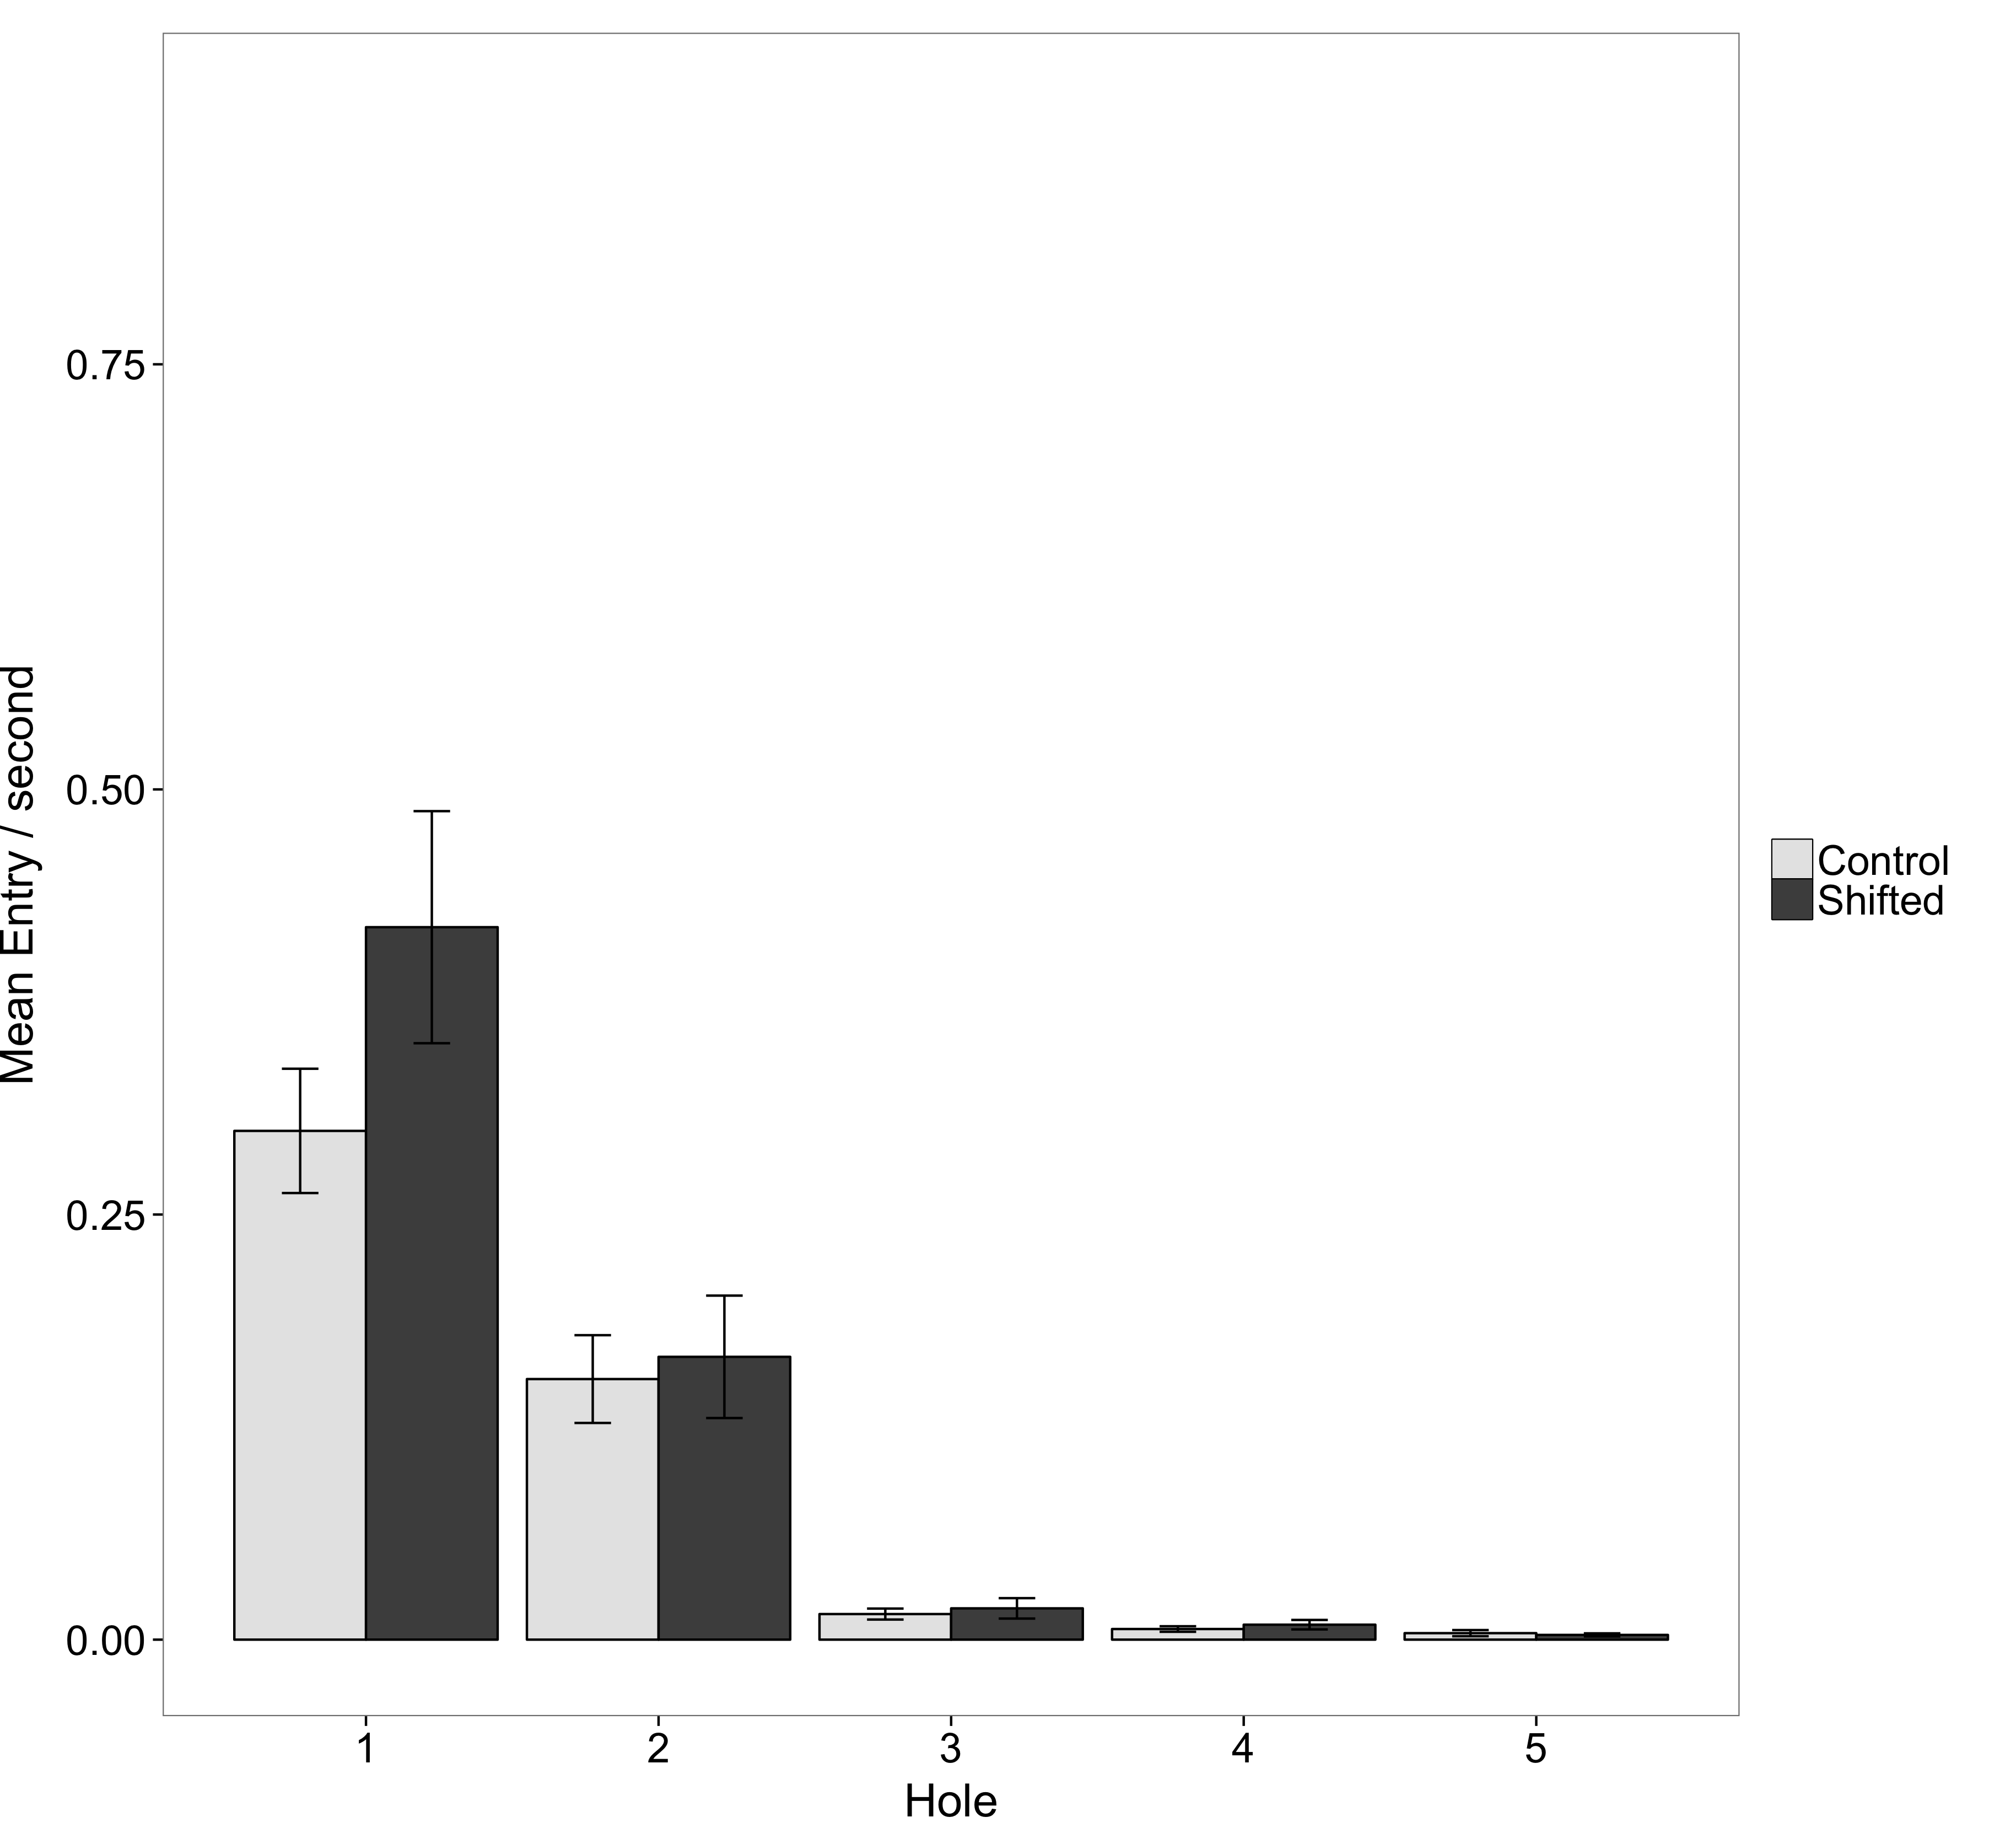 Mean Entry / second
0.75
0.50
0.25
0.00
1 2 3 4 5
Hole
Control
Shifted